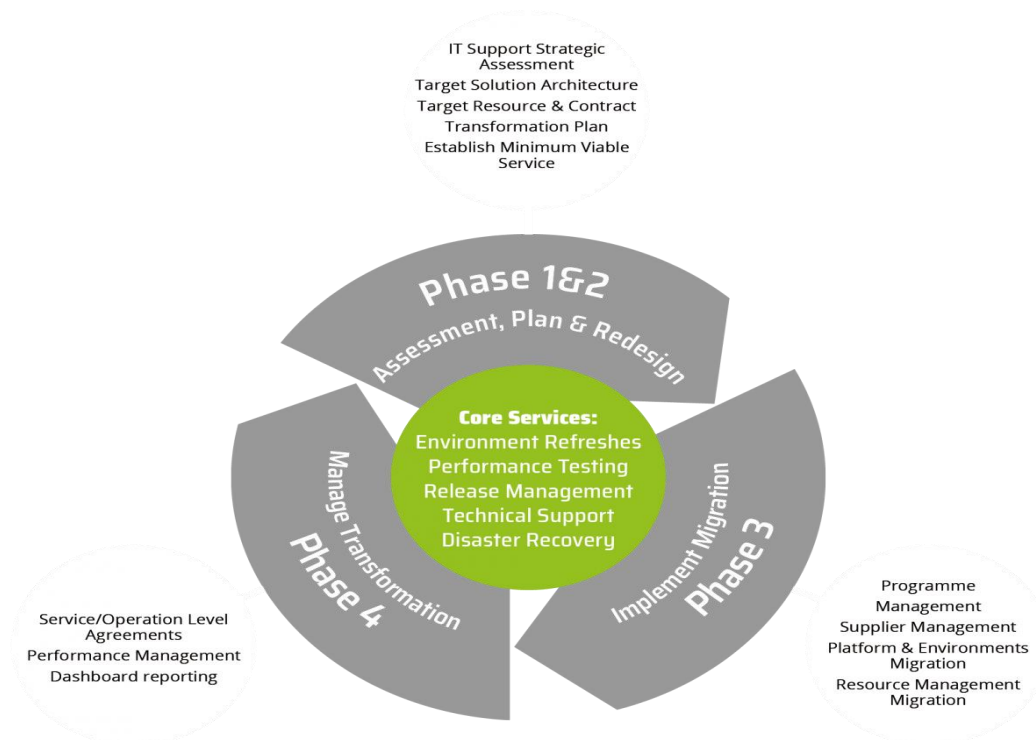 IT Support Strategic
Assessment
Target Solution Architecture
Target Resource & Contract
Transformation Plan
Establish Minimum Viable
Service
Phase 1&2
Assessment, Plan & Redesign
Core Services:
Environment Refreshes
Performance Testing
Release Management
Technical Support
Disaster Recovery
Implement Migration
Phase 3
Programme
Management
Supplier Management
Platform & Environments
Migration
Resource Management
Migration
Manage Transformation
Phase 4
Service/Operation Level
Agreements
Performance Management
Dashboard reporting